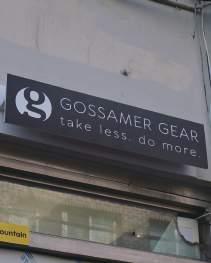 g
GOSSAMER GEAR
take less. do more.
ountain